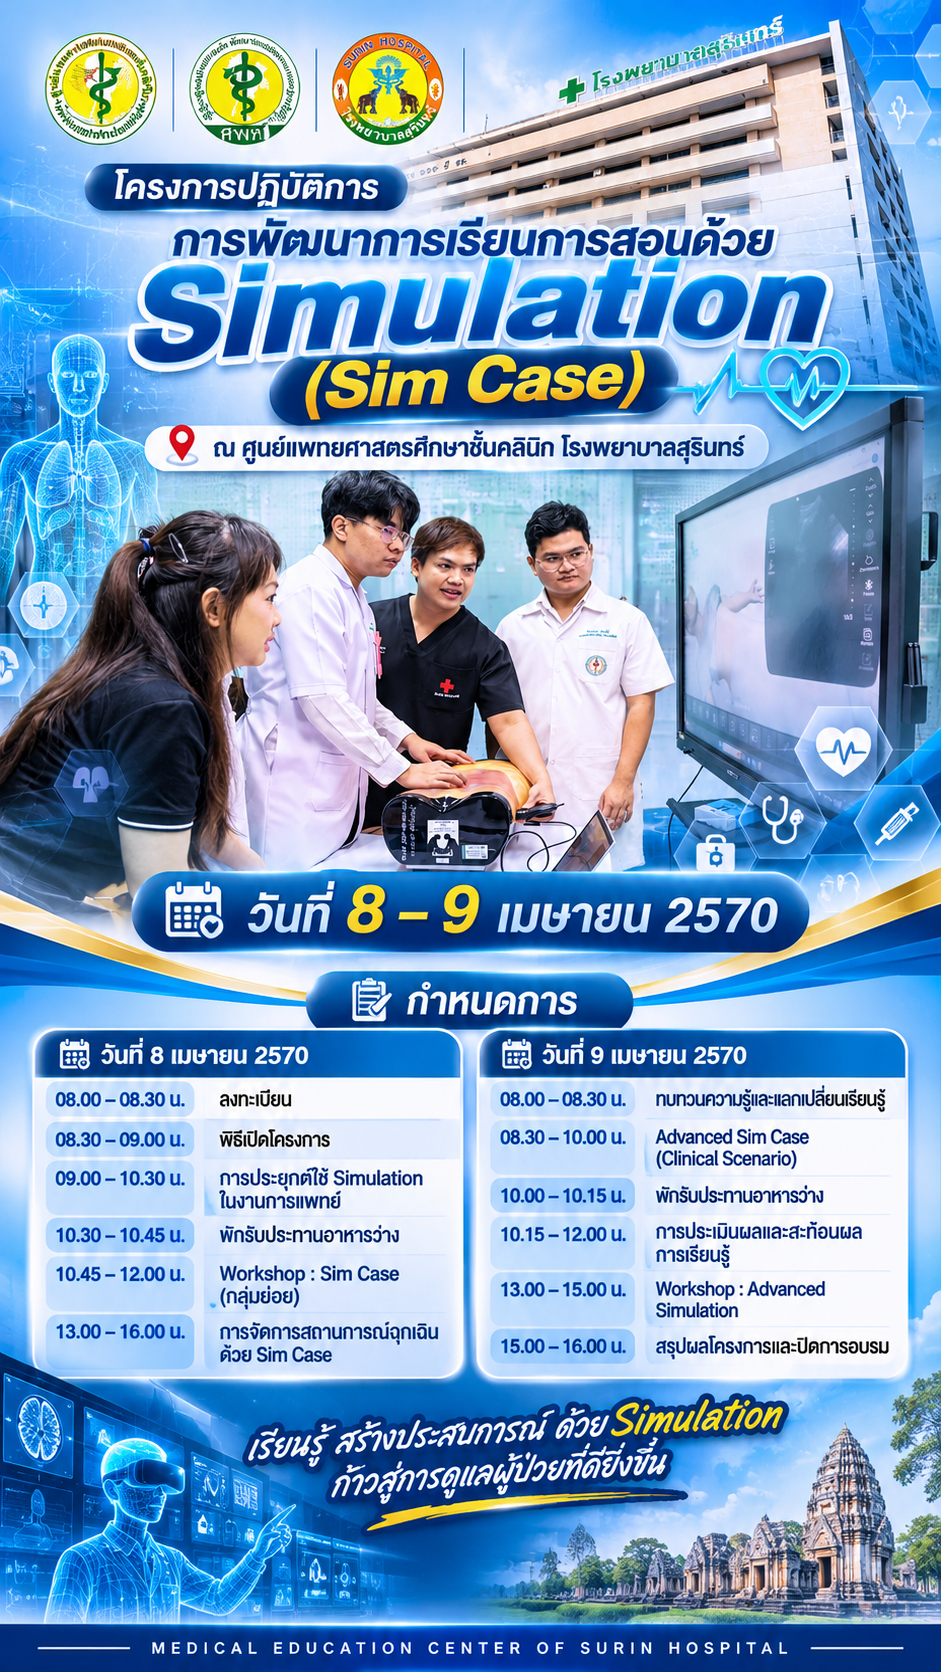 SURIN HOSPITAL
โรงพยาบาลสุรินทร์
สพค
โรงพยาบาลสุรินทร์
โครงการปฏิบัติการ
การพัฒนาการเรียนการสอนด้วย
Simulation
(Sim Case)
ณ ศูนย์แพทยศาสตรศึกษาชั้นคลินิก โรงพยาบาลสุรินทร์
วันที่ 8 – 9 เมษายน 2570
กำหนดการ
วันที่ 8 เมษายน 2570
08.00 – 08.30 น. ลงทะเบียน
08.30 – 09.00 น. พิธีเปิดโครงการ
09.00 – 10.30 น. การประยุกต์ใช้ Simulation
ในงานการแพทย์
10.30 – 10.45 น. พักรับประทานอาหารว่าง
10.45 – 12.00 น. Workshop : Sim Case
(กลุ่มย่อย)
13.00 – 16.00 น. การจัดการสถานการณ์ฉุกเฉิน
ด้วย Sim Case
วันที่ 9 เมษายน 2570
08.00 – 08.30 น. ทบทวนความรู้และแลกเปลี่ยนเรียนรู้
08.30 – 10.00 น. Advanced Sim Case
(Clinical Scenario)
10.00 – 10.15 น. พักรับประทานอาหารว่าง
10.15 – 12.00 น. การประเมินผลและสะท้อนผล
การเรียนรู้
13.00 – 15.00 น. Workshop : Advanced
Simulation
15.00 – 16.00 น. สรุปผลโครงการและปิดการอบรม
เรียนรู้ สร้างประสบการณ์ ด้วย Simulation
ก้าวสู่การดูแลผู้ป่วยที่ดียิ่งขึ้น
MEDICAL EDUCATION CENTER OF SURIN HOSPITAL